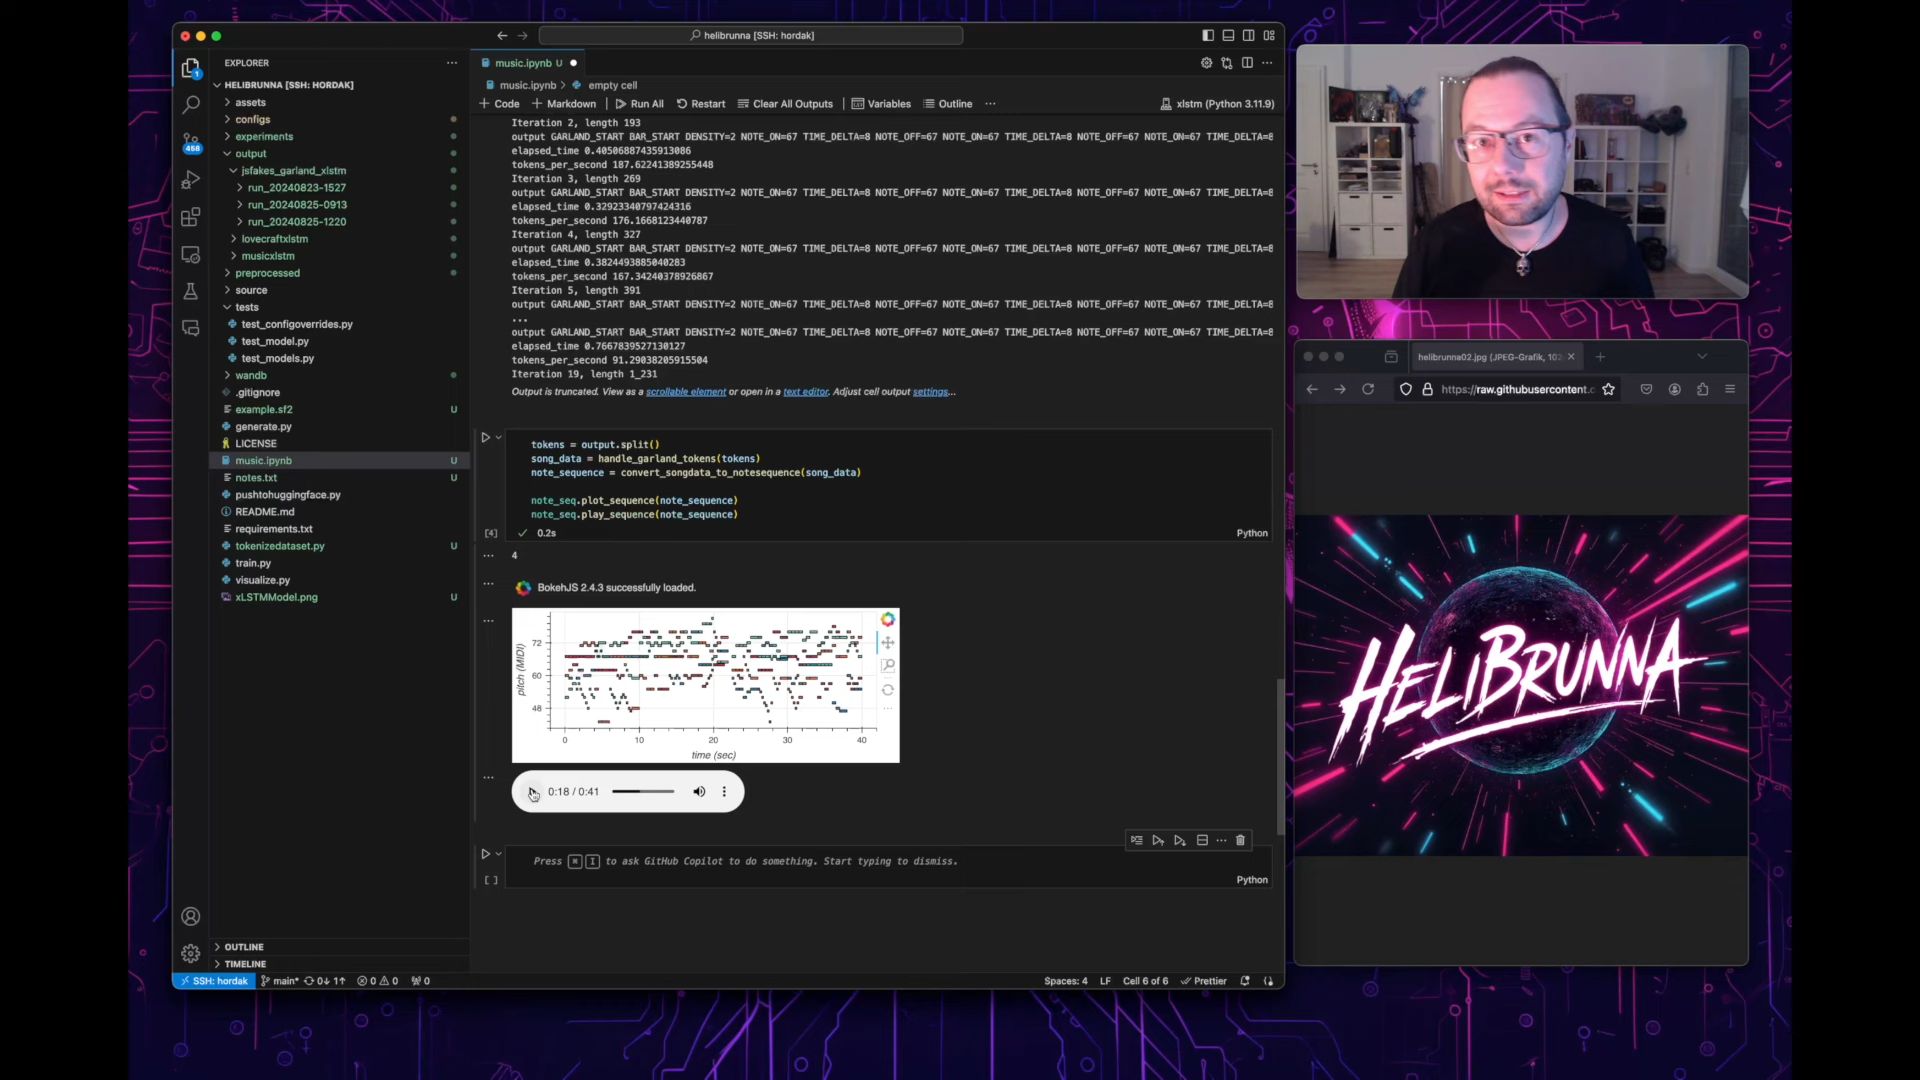 helibrunna [SSH: hordak]
EXPLORER
HELIBRUNNA [SSH: HORDAK]
assets
configs
experiments
output
jsfakes_garland_xlstm
run_20240823-1527
run_20240825-0913
run_20240825-1220
lovecraftxlstm
musicxlstm
preprocessed
source
tests
test_configoverrides.py
test_model.py
test_models.py
wandb
.gitignore
example.sf2 U
generate.py
LICENSE
music.ipynb U
notes.txt U
pushtohuggingface.py
README.md
requirements.txt
tokenizedataset.py U
train.py
visualize.py
xLSTMModel.png U
OUTLINE
TIMELINE
1
458
music.ipynb U
music.ipynb > empty cell
+ Code + Markdown Run All Restart Clear All Outputs Variables Outline ... xlstm (Python 3.11.9)
Iteration 2, length 193
output GARLAND_START BAR_START DENSITY=2 NOTE_ON=67 TIME_DELTA=8 NOTE_OFF=67 NOTE_ON=67 TIME_DELTA=8 NOTE_OFF=67 NOTE_ON=67 TIME_DELTA=8
elapsed_time 0.40506887435913086
tokens_per_second 187.62241389255448
Iteration 3, length 269
output GARLAND_START BAR_START DENSITY=2 NOTE_ON=67 TIME_DELTA=8 NOTE_OFF=67 NOTE_ON=67 TIME_DELTA=8 NOTE_OFF=67 NOTE_ON=67 TIME_DELTA=8
elapsed_time 0.32923340797424316
tokens_per_second 176.1668123440787
Iteration 4, length 327
output GARLAND_START BAR_START DENSITY=2 NOTE_ON=67 TIME_DELTA=8 NOTE_OFF=67 NOTE_ON=67 TIME_DELTA=8 NOTE_OFF=67 NOTE_ON=67 TIME_DELTA=8
elapsed_time 0.3824493885040283
tokens_per_second 167.34240378926867
Iteration 5, length 391
output GARLAND_START BAR_START DENSITY=2 NOTE_ON=67 TIME_DELTA=8 NOTE_OFF=67 NOTE_ON=67 TIME_DELTA=8 NOTE_OFF=67 NOTE_ON=67 TIME_DELTA=8
...
output GARLAND_START BAR_START DENSITY=2 NOTE_ON=67 TIME_DELTA=8 NOTE_OFF=67 NOTE_ON=67 TIME_DELTA=8 NOTE_OFF=67 NOTE_ON=67 TIME_DELTA=8
elapsed_time 0.7667839527130127
tokens_per_second 91.29038205915504
Iteration 19, length 1_231
Output is truncated. View as a scrollable element or open in a text editor. Adjust cell output settings...
tokens = output.split()
song_data = handle_garland_tokens(tokens)
note_sequence = convert_songdata_to_notesequence(song_data)
note_seq.plot_sequence(note_sequence)
note_seq.play_sequence(note_sequence)
[4] 0.2s Python
4
BokehJS 2.4.3 successfully loaded.
pitch (MIDI)
72
60
48
0 10 20 30 40
time (sec)
0:18 / 0:41
Press ⌘ I to ask GitHub Copilot to do something. Start typing to dismiss.
[ ] Python
SSH: hordak main* 0↓ 1↑ 0 0 0 Spaces: 4 LF Cell 6 of 6 Prettier
helibrunna02.jpg (JPEG-Grafik, 102
https://raw.githubusercontent.c
HELIBRUNNA